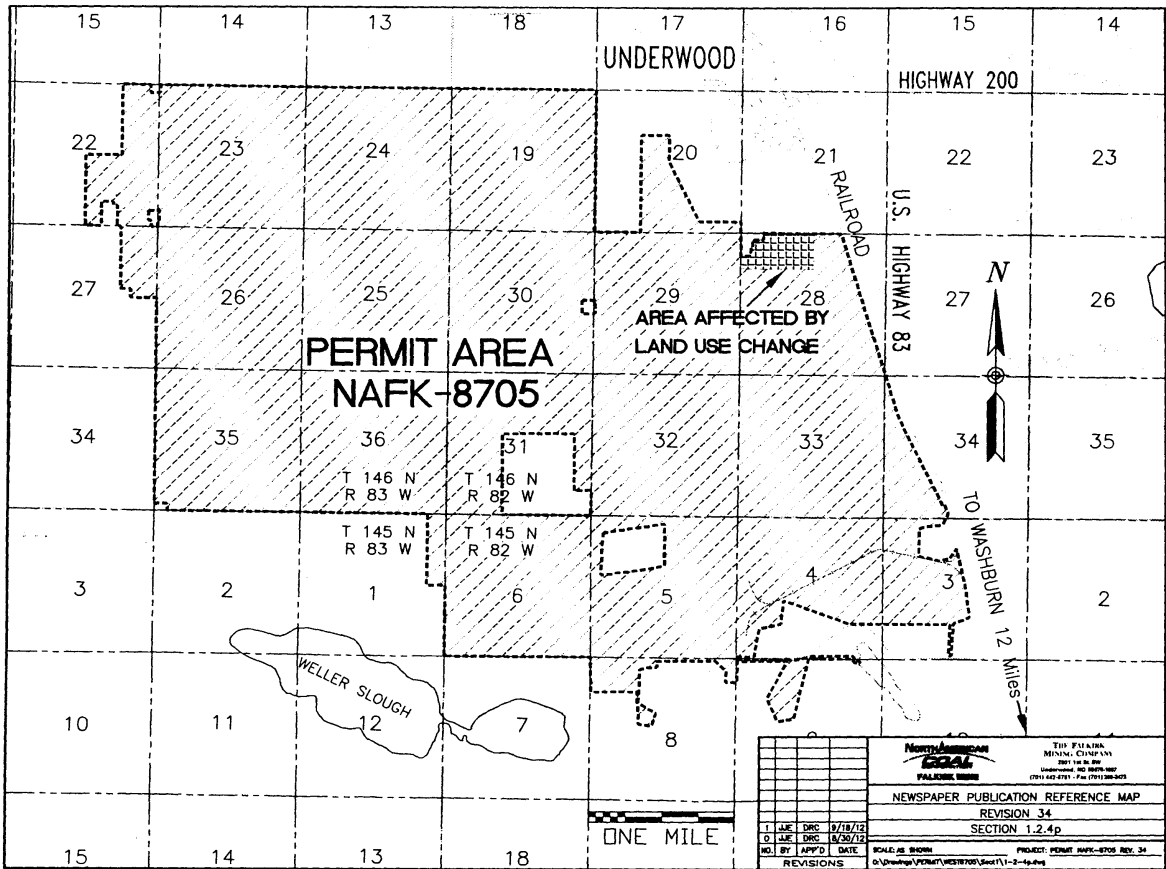 15 14 13 18 17 16 15 14
UNDERWOOD
HIGHWAY 200
22 23 24 19 20 21 22 23
RAILROAD
U.S HIGHWAY 83
N
27 26 25 30 29 28 27 26
AREA AFFECTED BY
LAND USE CHANGE
PERMIT AREA
NAFK-8705
34 35 36 31 32 33 34 35
T 146 N T 146 N
R 83 W R 82 W
T 145 N T 145 N
R 83 W R 82 W
TO WASHBURN 12 Miles
3 2 1 6 5 4 3 2
WELLER SLOUGH
10 11 12 7 8
ONE MILE
15 14 13 18
NORTH AMERICAN
COAL
FALKIRK MINING
THE FALKIRK
MINING COMPANY
2801 1st St. SW
NEWSPAPER PUBLICATION REFERENCE MAP
REVISION 34
SECTION 1.2.4p
1 JJE DRC 9/18/12
0 JJE DRC 8/30/12
NO. BY APP'D DATE
REVISIONS
SCALE: AS SHOWN
PROJECT: PERMIT NAFK-8705 REV. 34